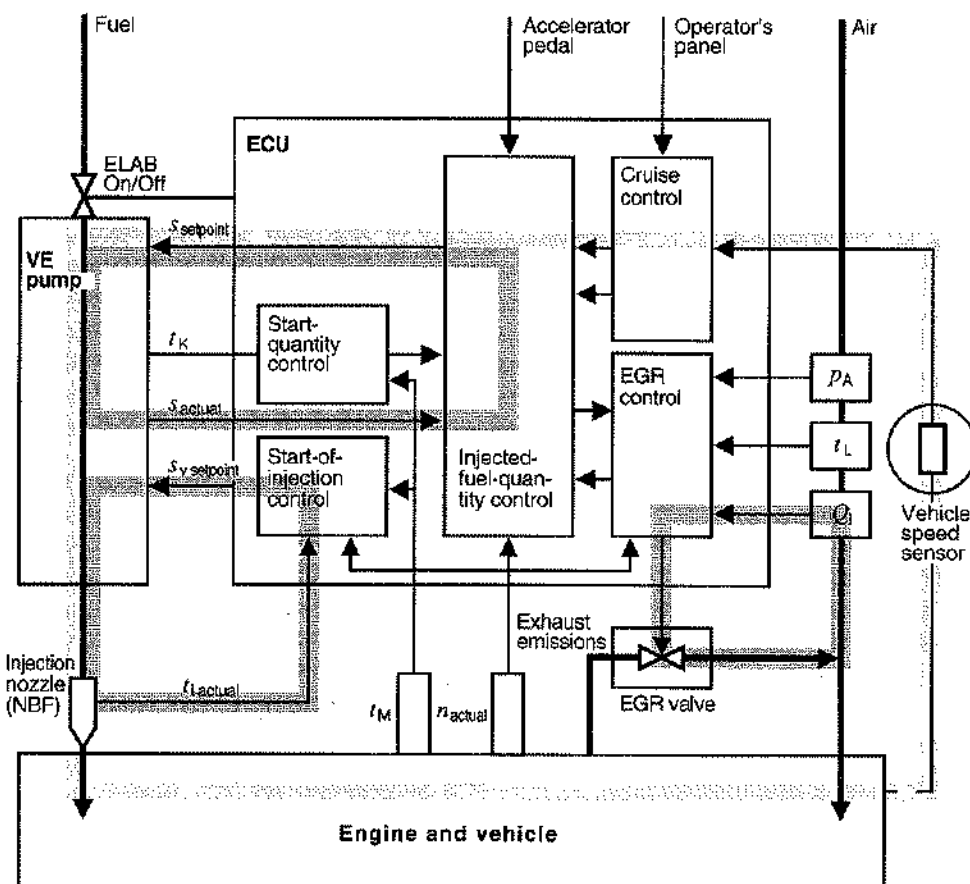 Fuel
Accelerator
pedal
Operator's
panel
Air
ECU
ELAB
On/Off
Cruise
control
s setpoint
VE
pump
Start-
quantity
control
t K
EGR
control
p A
s actual
t L
Start-of-
injection
control
s v setpoint
Injected-
fuel-quan-
tity control
Q
Vehicle
speed
sensor
Exhaust
emissions
Injection
nozzle
(NBF)
t i actual
t M
n actual
EGR valve
Engine and vehicle